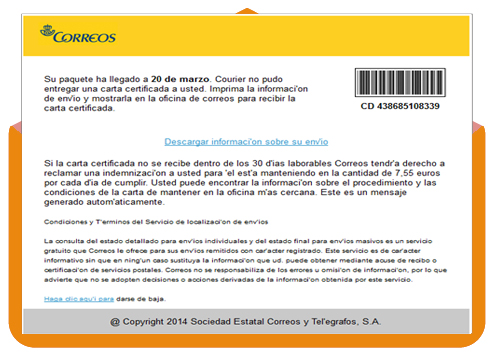 CORREOS
Su paquete ha llegado a 20 de marzo. Courier no pudo
entregar una carta certificada a usted. Imprima la informaci'on
de env'io y mostrarla en la oficina de correos para recibir la
carta certificada.
CD 438685108339
Descargar informaci'on sobre su env'io
Si la carta certificada no se recibe dentro de los 30 d'ias laborables Correos tendr'a derecho a
reclamar una indemnizaci'on a usted para 'el est'a manteniendo en la cantidad de 7,55 euros
por cada d'ia de cumplir. Usted puede encontrar la informaci'on sobre el procedimiento y las
condiciones de la carta de mantener en la oficina m'as cercana. Este es un mensaje
generado autom'aticamente.
Condiciones y T'erminos del Servicio de localizacion de env'ios
La consulta del estado detallado para env'ios individuales y del estado final para env'ios masivos es un servicio
gratuito que Correos le ofrece para sus env'ios remitidos con car'acter registrado. Este servicio es de car'acter
informativo sin que en ning'un caso sustituya la informaci'on que ud. puede obtener mediante acuse de recibo o
certificaci'on de servicios postales. Correos no se responsabiliza de los errores u omisi'on de informaci'on, por lo que
advierte que no se adopten decisiones o acciones derivadas de la informaci'on obtenida por este servicio.
Haga clic aqu'i para darse de baja.
@ Copyright 2014 Sociedad Estatal Correos y Tel'egrafos, S.A.